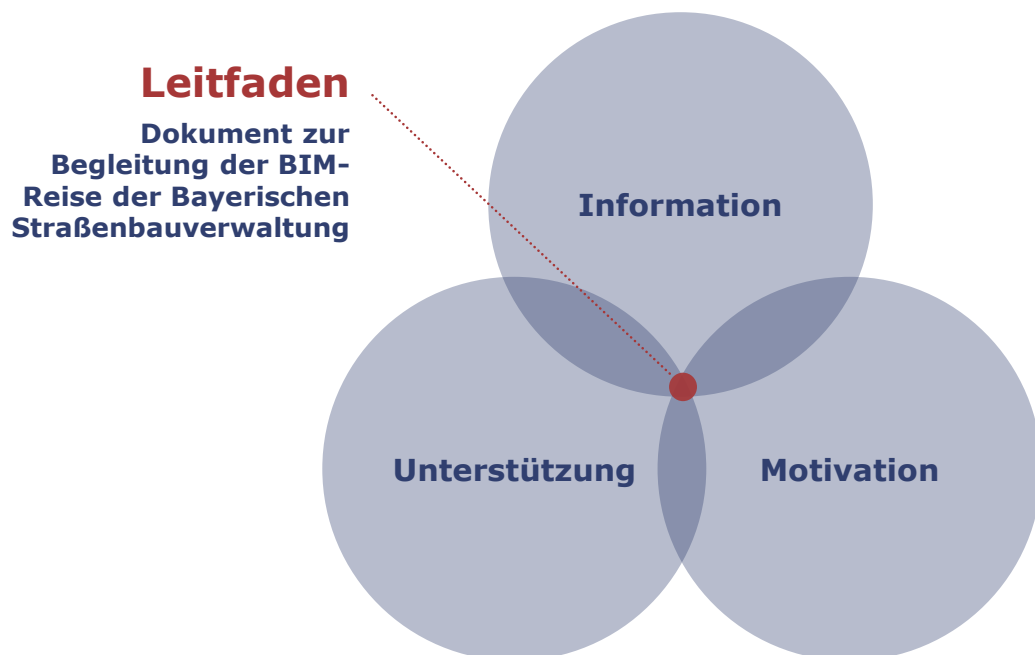 Leitfaden
Dokument zur
Begleitung der BIM-
Reise der Bayerischen
Straßenbauverwaltung
Information
Unterstützung
Motivation